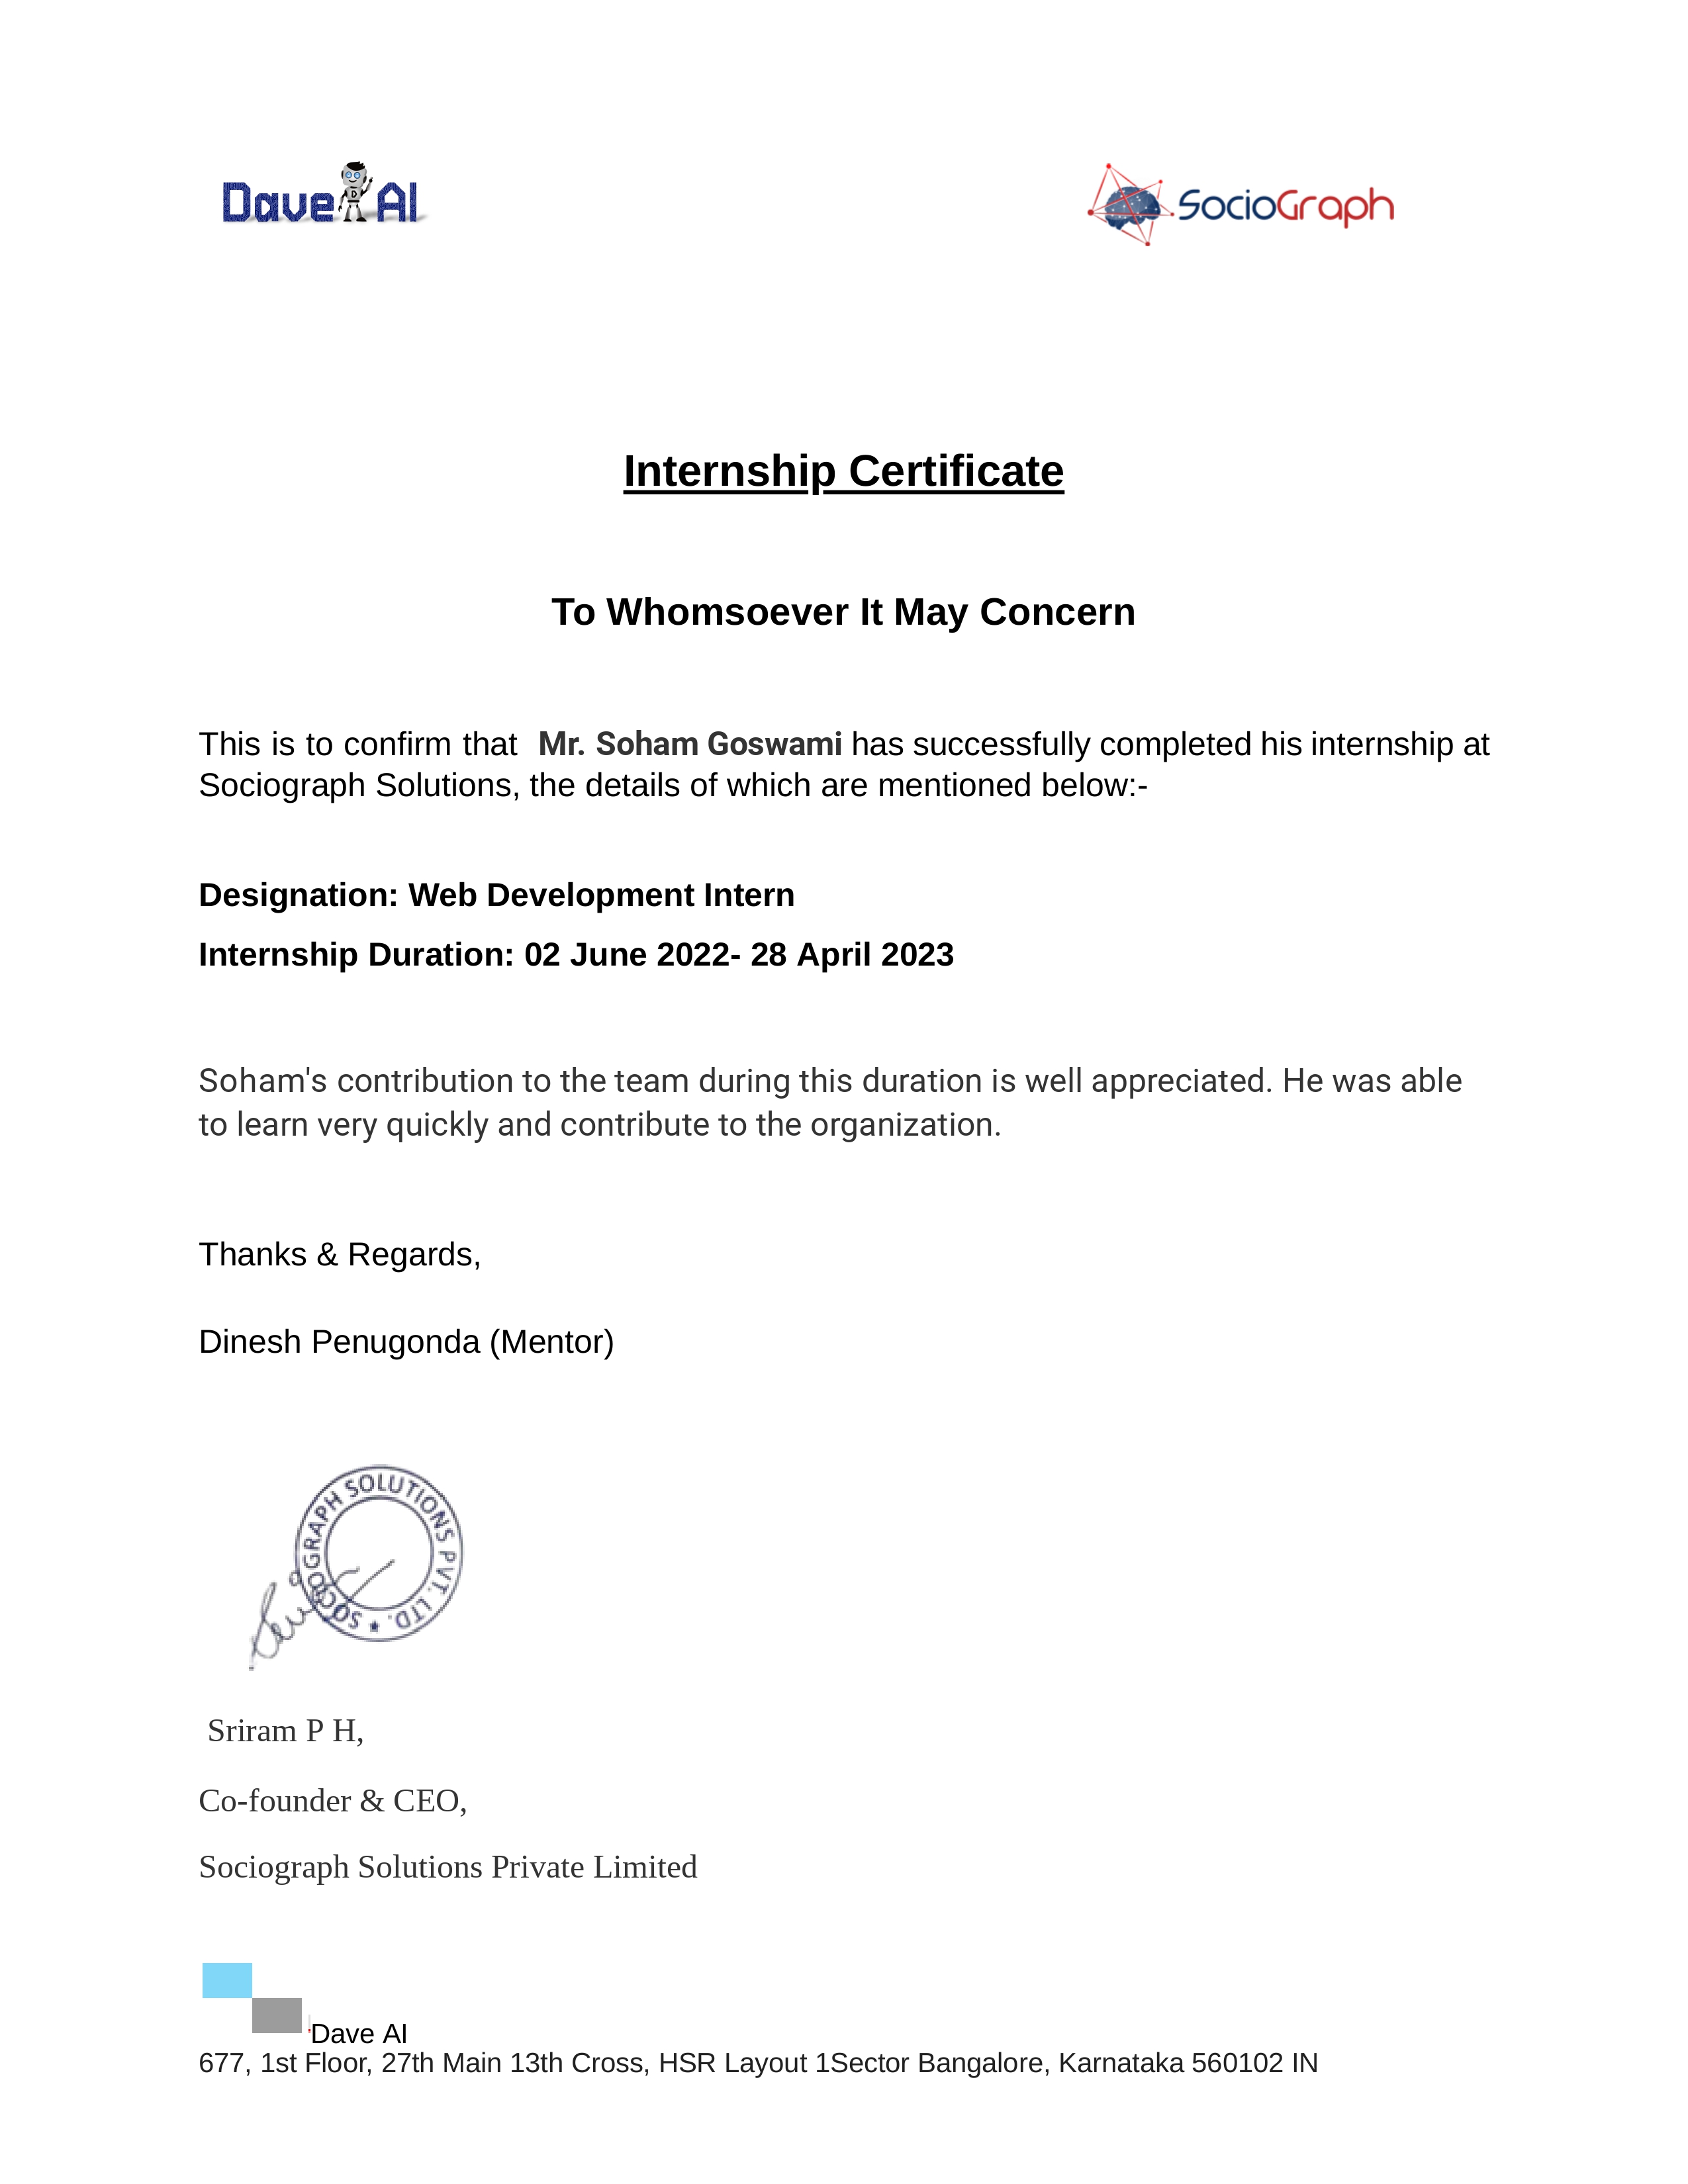 Dave AI
SocioGraph
Internship Certificate
To Whomsoever It May Concern
This is to confirm that Mr. Soham Goswami has successfully completed his internship at
Sociograph Solutions, the details of which are mentioned below:-
Designation: Web Development Intern
Internship Duration: 02 June 2022- 28 April 2023
Soham's contribution to the team during this duration is well appreciated. He was able
to learn very quickly and contribute to the organization.
Thanks & Regards,
Dinesh Penugonda (Mentor)
SOCIOGRAPH SOLUTIONS PVT. LTD. ★
Sriram P H,
Co-founder & CEO,
Sociograph Solutions Private Limited
Dave AI
677, 1st Floor, 27th Main 13th Cross, HSR Layout 1Sector Bangalore, Karnataka 560102 IN